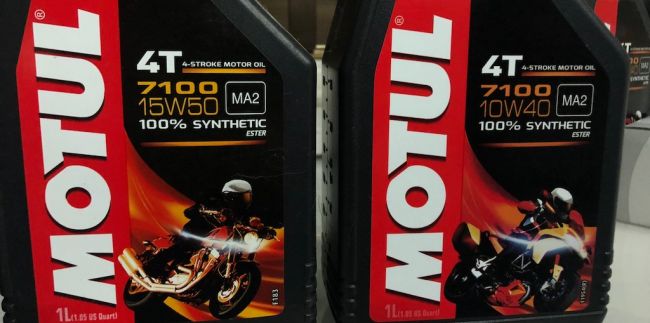 MOTUL®
4T 4-STROKE MOTOR OIL
7100
15W50 MA2
100% SYNTHETIC
ESTER
1L (1.05 US Quart)
E183
MOTUL®
4T 4-STROKE MOTOR OIL
7100
10W40 MA2
100% SYNTHETIC
ESTER
1L (1.05 US Quart)